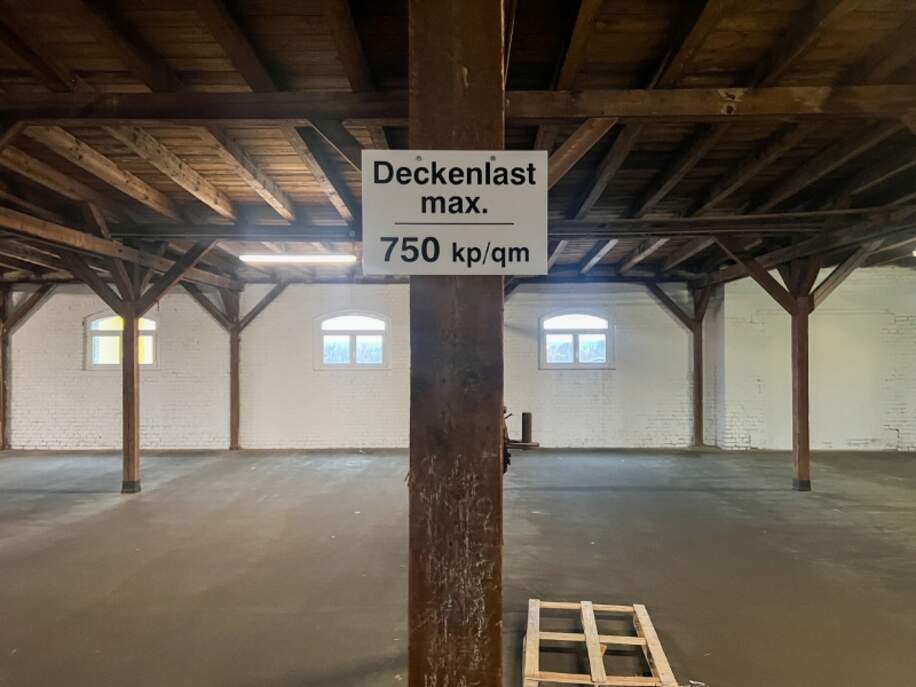 Deckenlast
max.
750 kp/qm